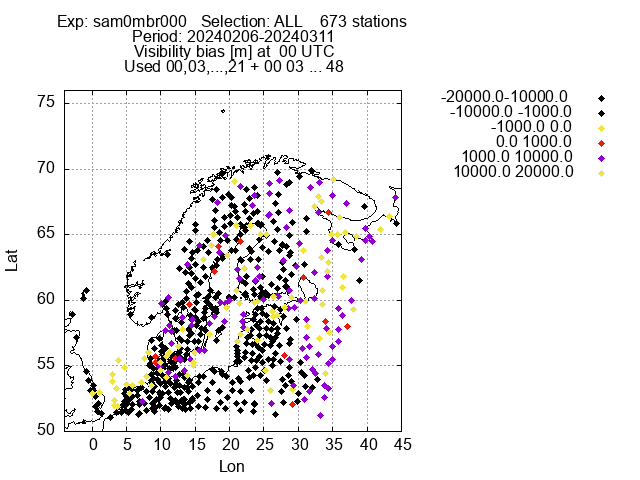 Exp: sam0mbr000 Selection: ALL 673 stations
Period: 20240206-20240311
Visibility bias [m] at 00 UTC
Used 00,03,...,21 + 00 03 ... 48
-20000.0-10000.0
-10000.0 -1000.0
-1000.0 0.0
0.0 1000.0
1000.0 10000.0
10000.0 20000.0
75
70
65
60
55
50
Lat
0 5 10 15 20 25 30 35 40 45
Lon